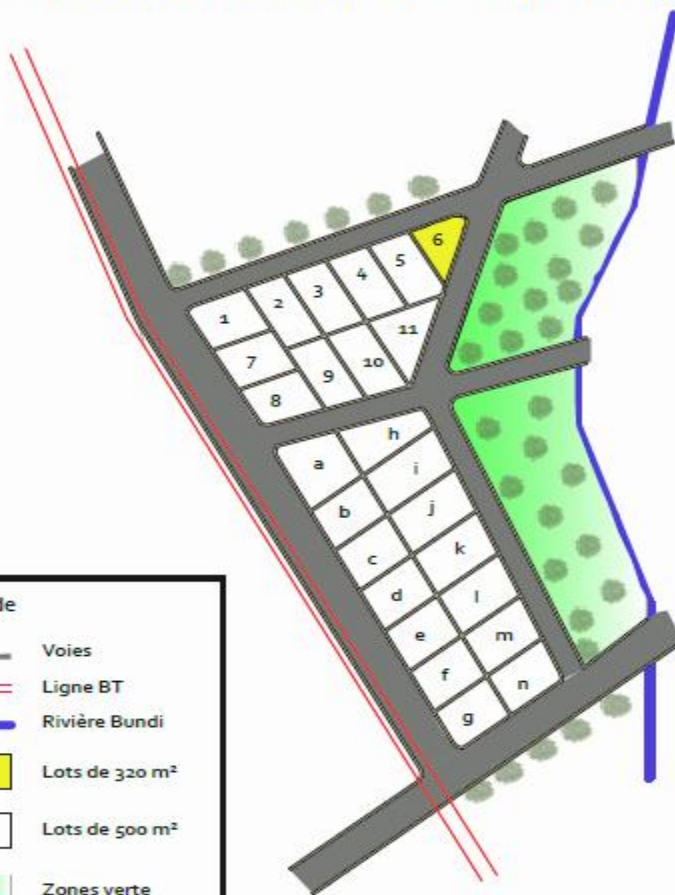 6
5
4
3
2
1
11
7
10
9
8
h
a
i
b
j
c
k
d
l
e
m
f
n
g
de
Voies
Ligne BT
Rivière Bundi
Lots de 320 m²
Lots de 500 m²
Zones verte